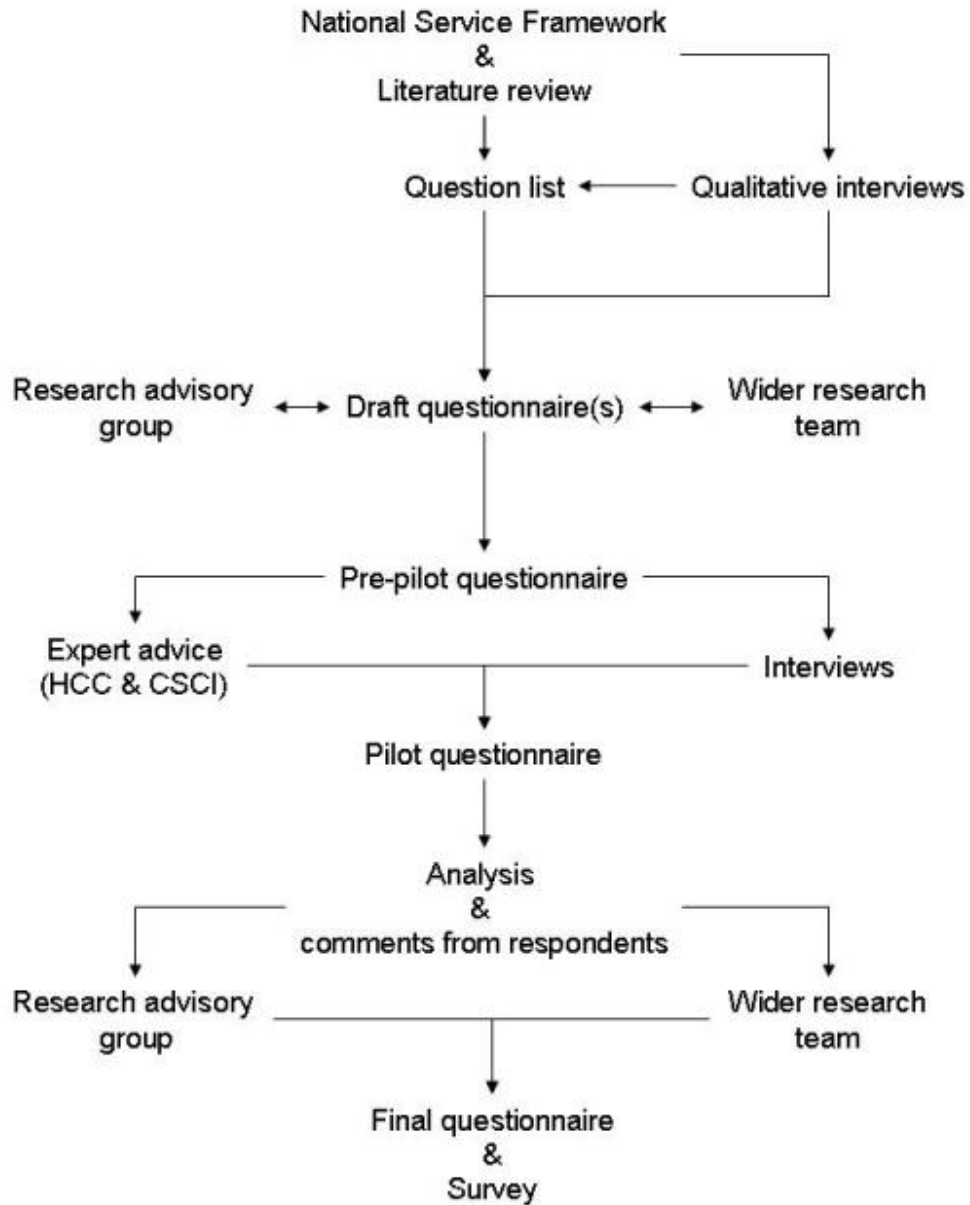 National Service Framework
&
Literature review
Question list
Qualitative interviews
Research advisory
group
Draft questionnaire(s)
Wider research
team
Pre-pilot questionnaire
Expert advice
(HCC & CSCI)
Interviews
Pilot questionnaire
Analysis
&
comments from respondents
Research advisory
group
Wider research
team
Final questionnaire
&
Survey